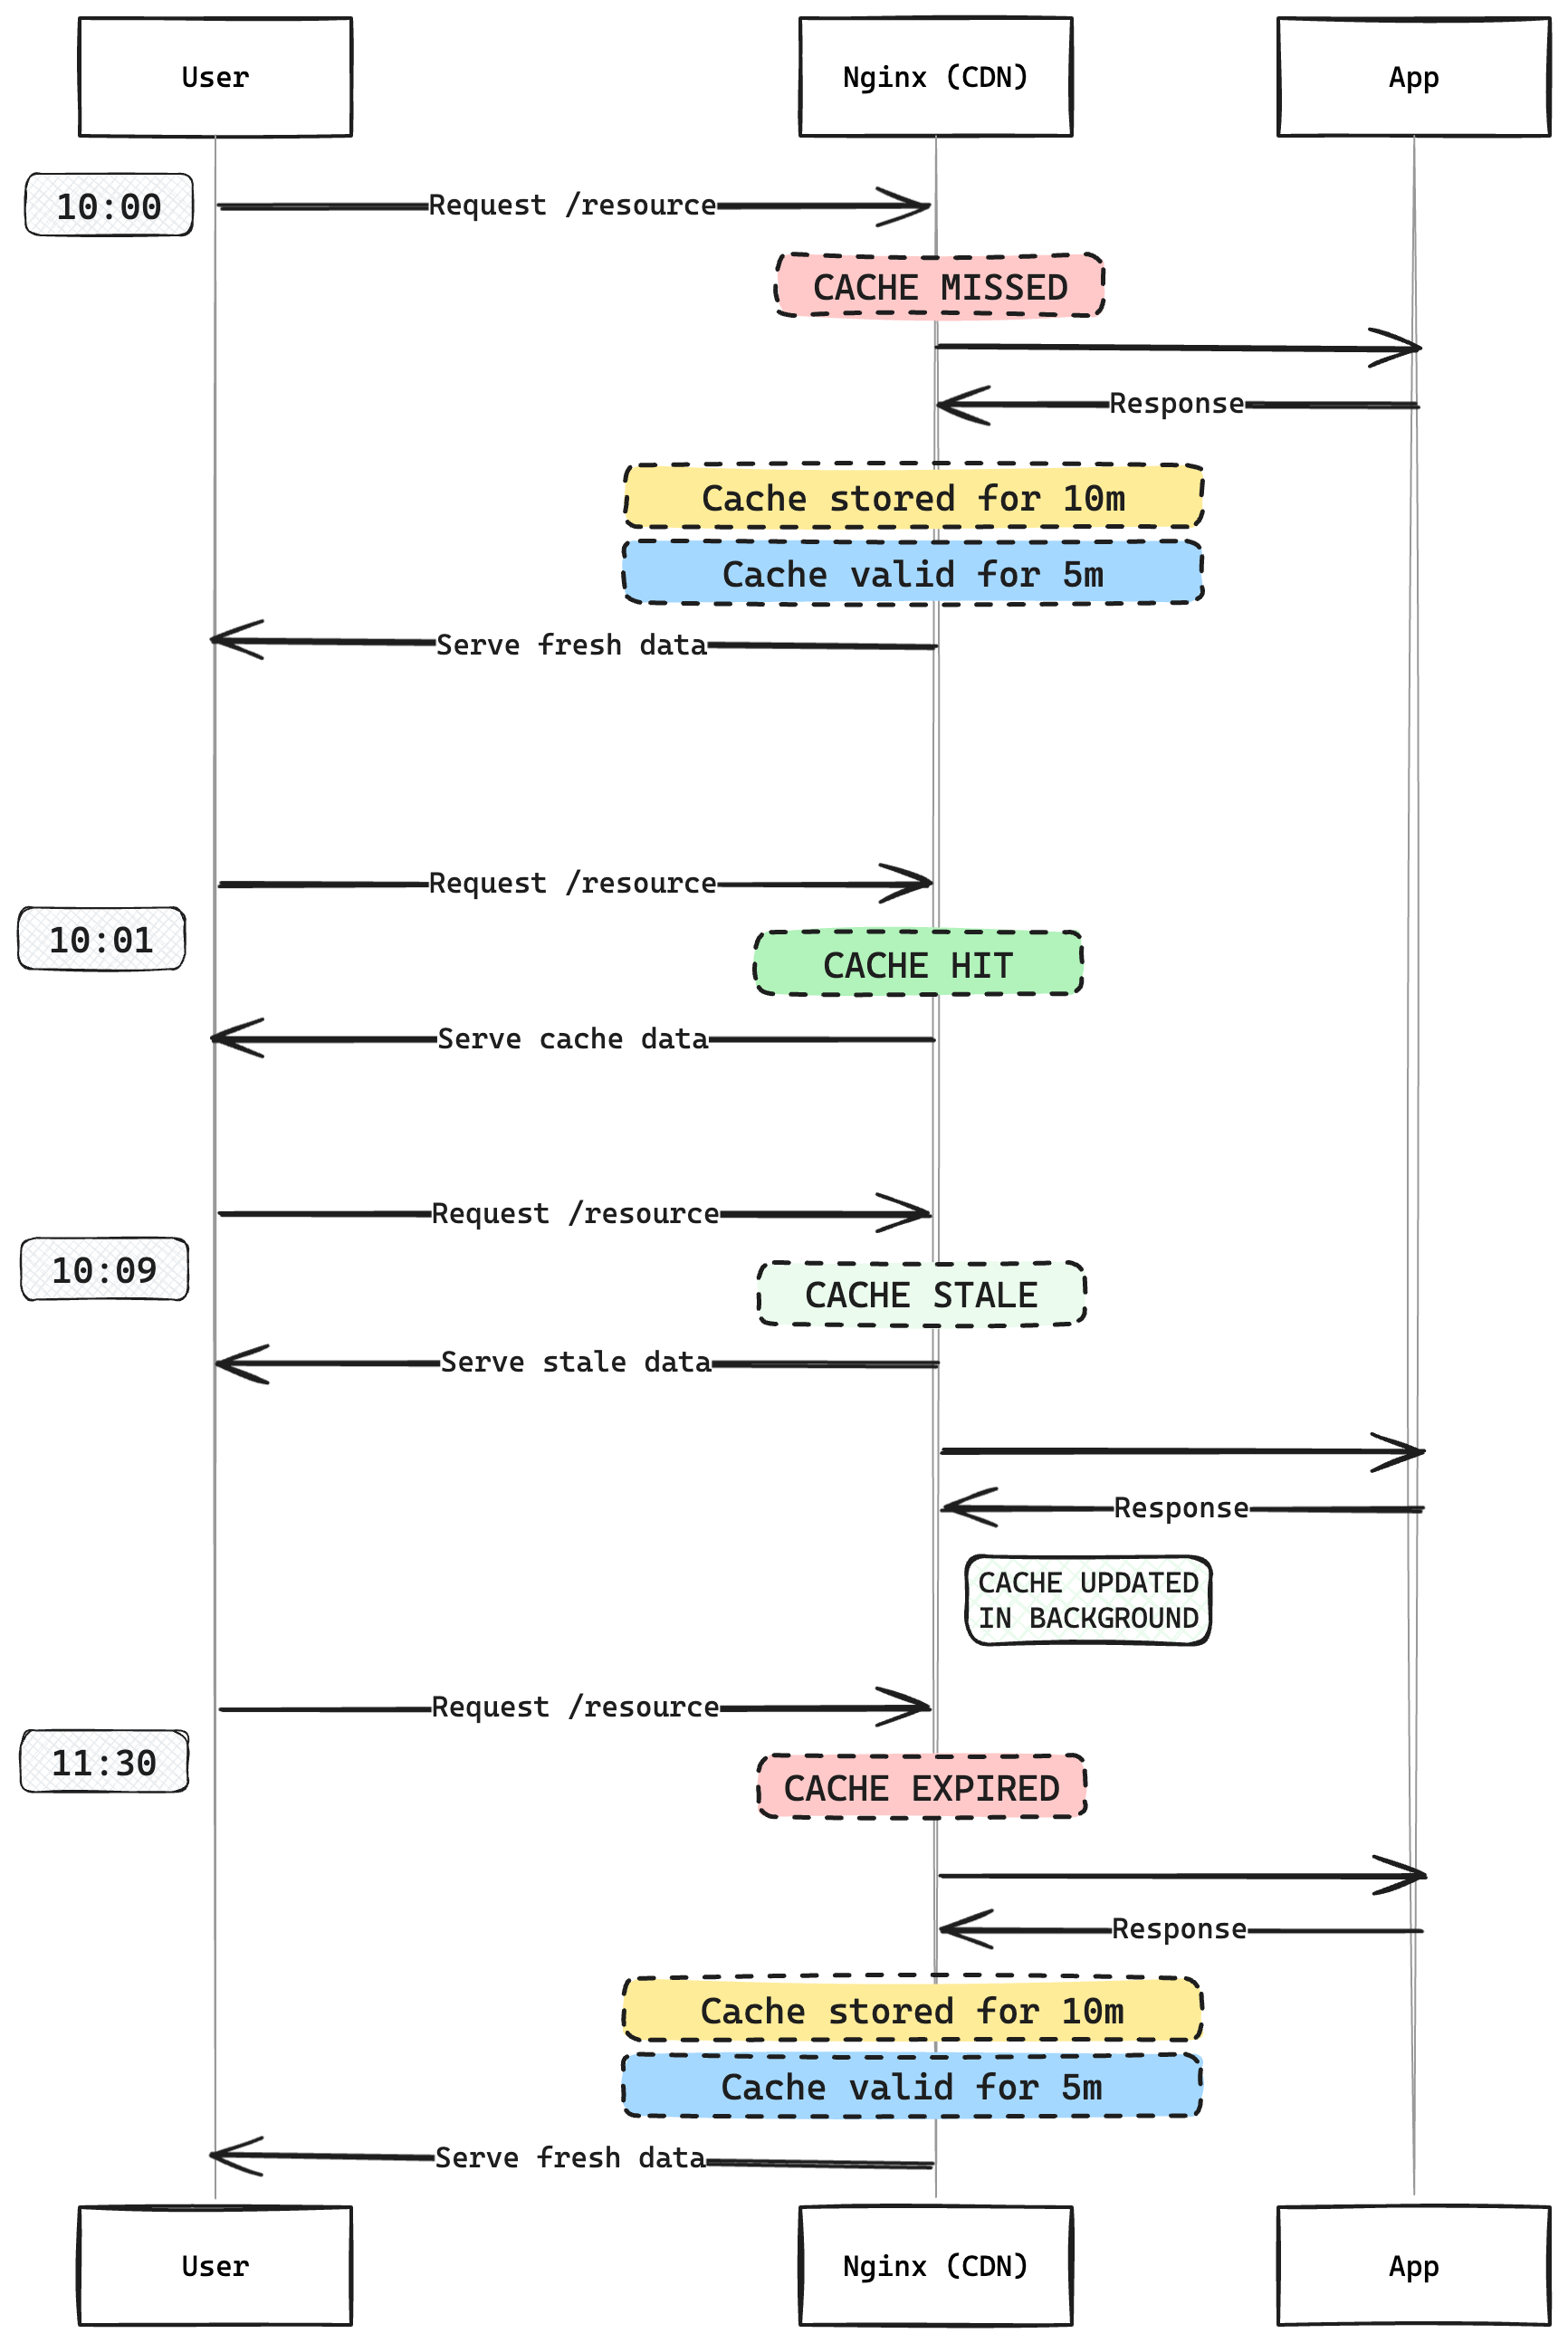 User
Nginx (CDN)
App
10:00
Request /resource
CACHE MISSED
Response
Cache stored for 10m
Cache valid for 5m
Serve fresh data
Request /resource
10:01
CACHE HIT
Serve cache data
Request /resource
10:09
CACHE STALE
Serve stale data
Response
CACHE UPDATED
IN BACKGROUND
Request /resource
11:30
CACHE EXPIRED
Response
Cache stored for 10m
Cache valid for 5m
Serve fresh data
User
Nginx (CDN)
App